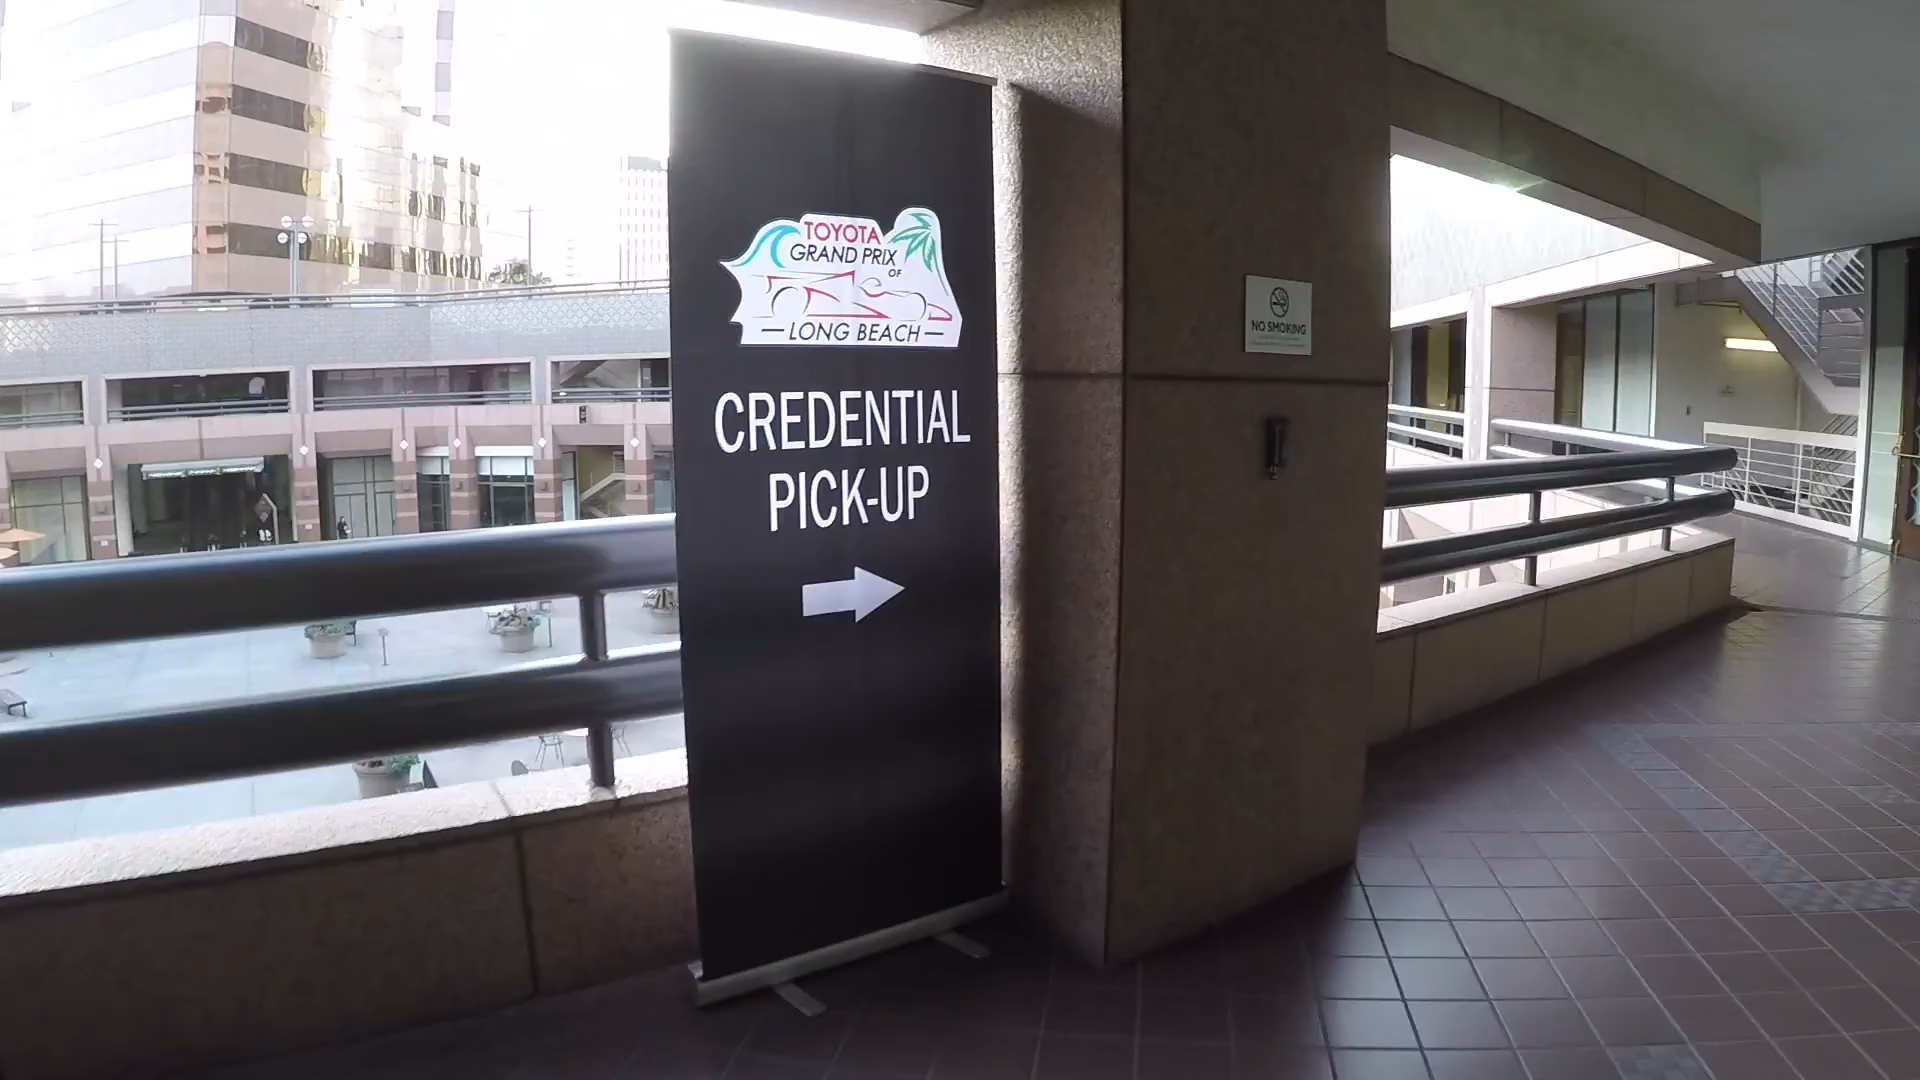 TOYOTA
GRAND PRIX
OF
LONG BEACH
CREDENTIAL
PICK-UP
NO SMOKING